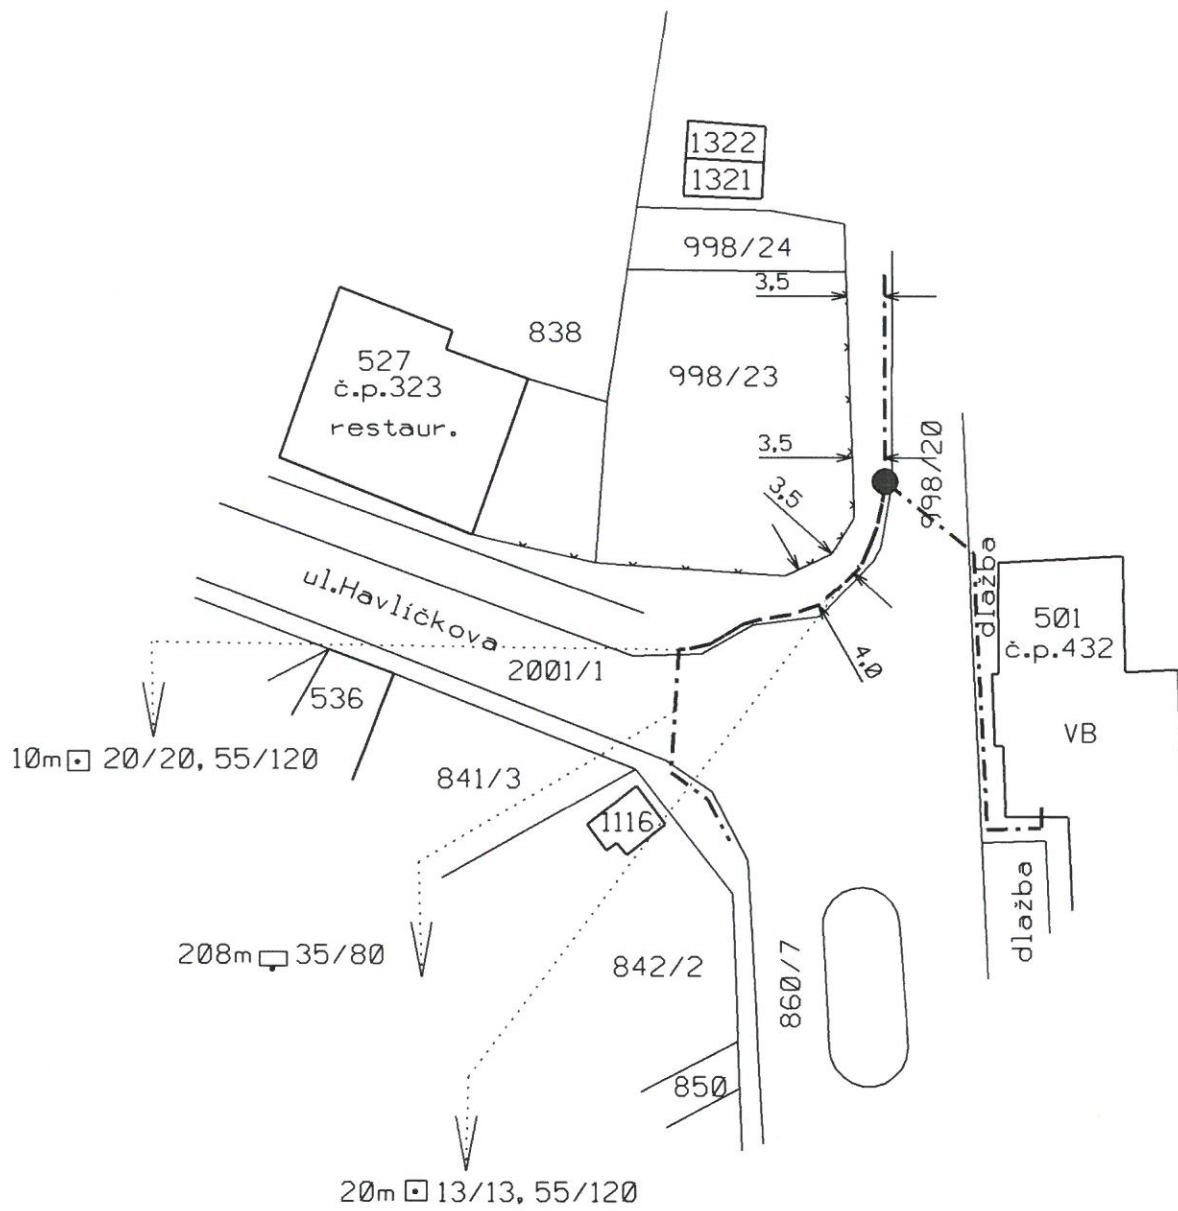 1322
1321
998/24
3,5
838
998/23
527
č.p.323
restaur.
3,5
998/20
3,5
dlažba
ul.Havlíčkova
501
č.p.432
4,0
2001/1
536
VB
10m 20/20, 55/120
841/3
1116
dlažba
208m 35/80
842/2
860/7
850
20m 13/13, 55/120